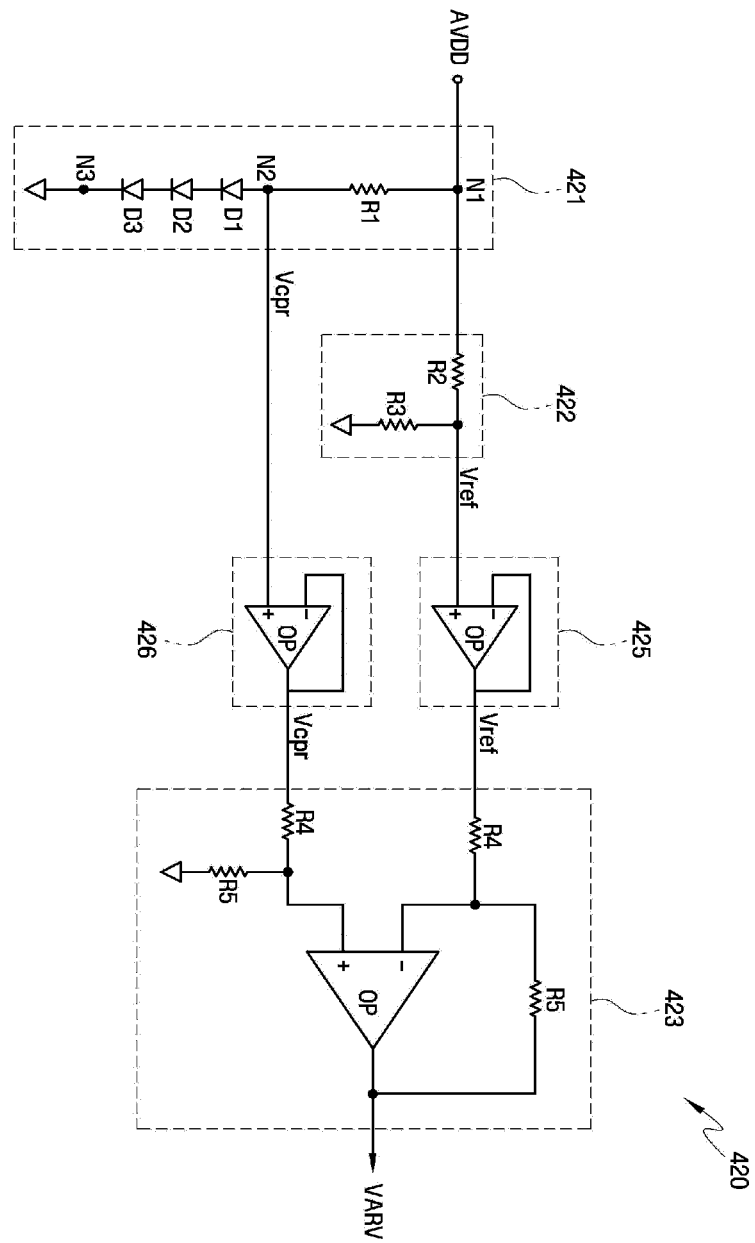 420
AVDD
421
N1
R1
N2
D1
D2
D3
N3
Vcpr
422
R2
R3
Vref
425
-
+
OP
Vref
426
-
+
OP
Vcpr
423
R4
R5
R4
R5
-
+
OP
VARV